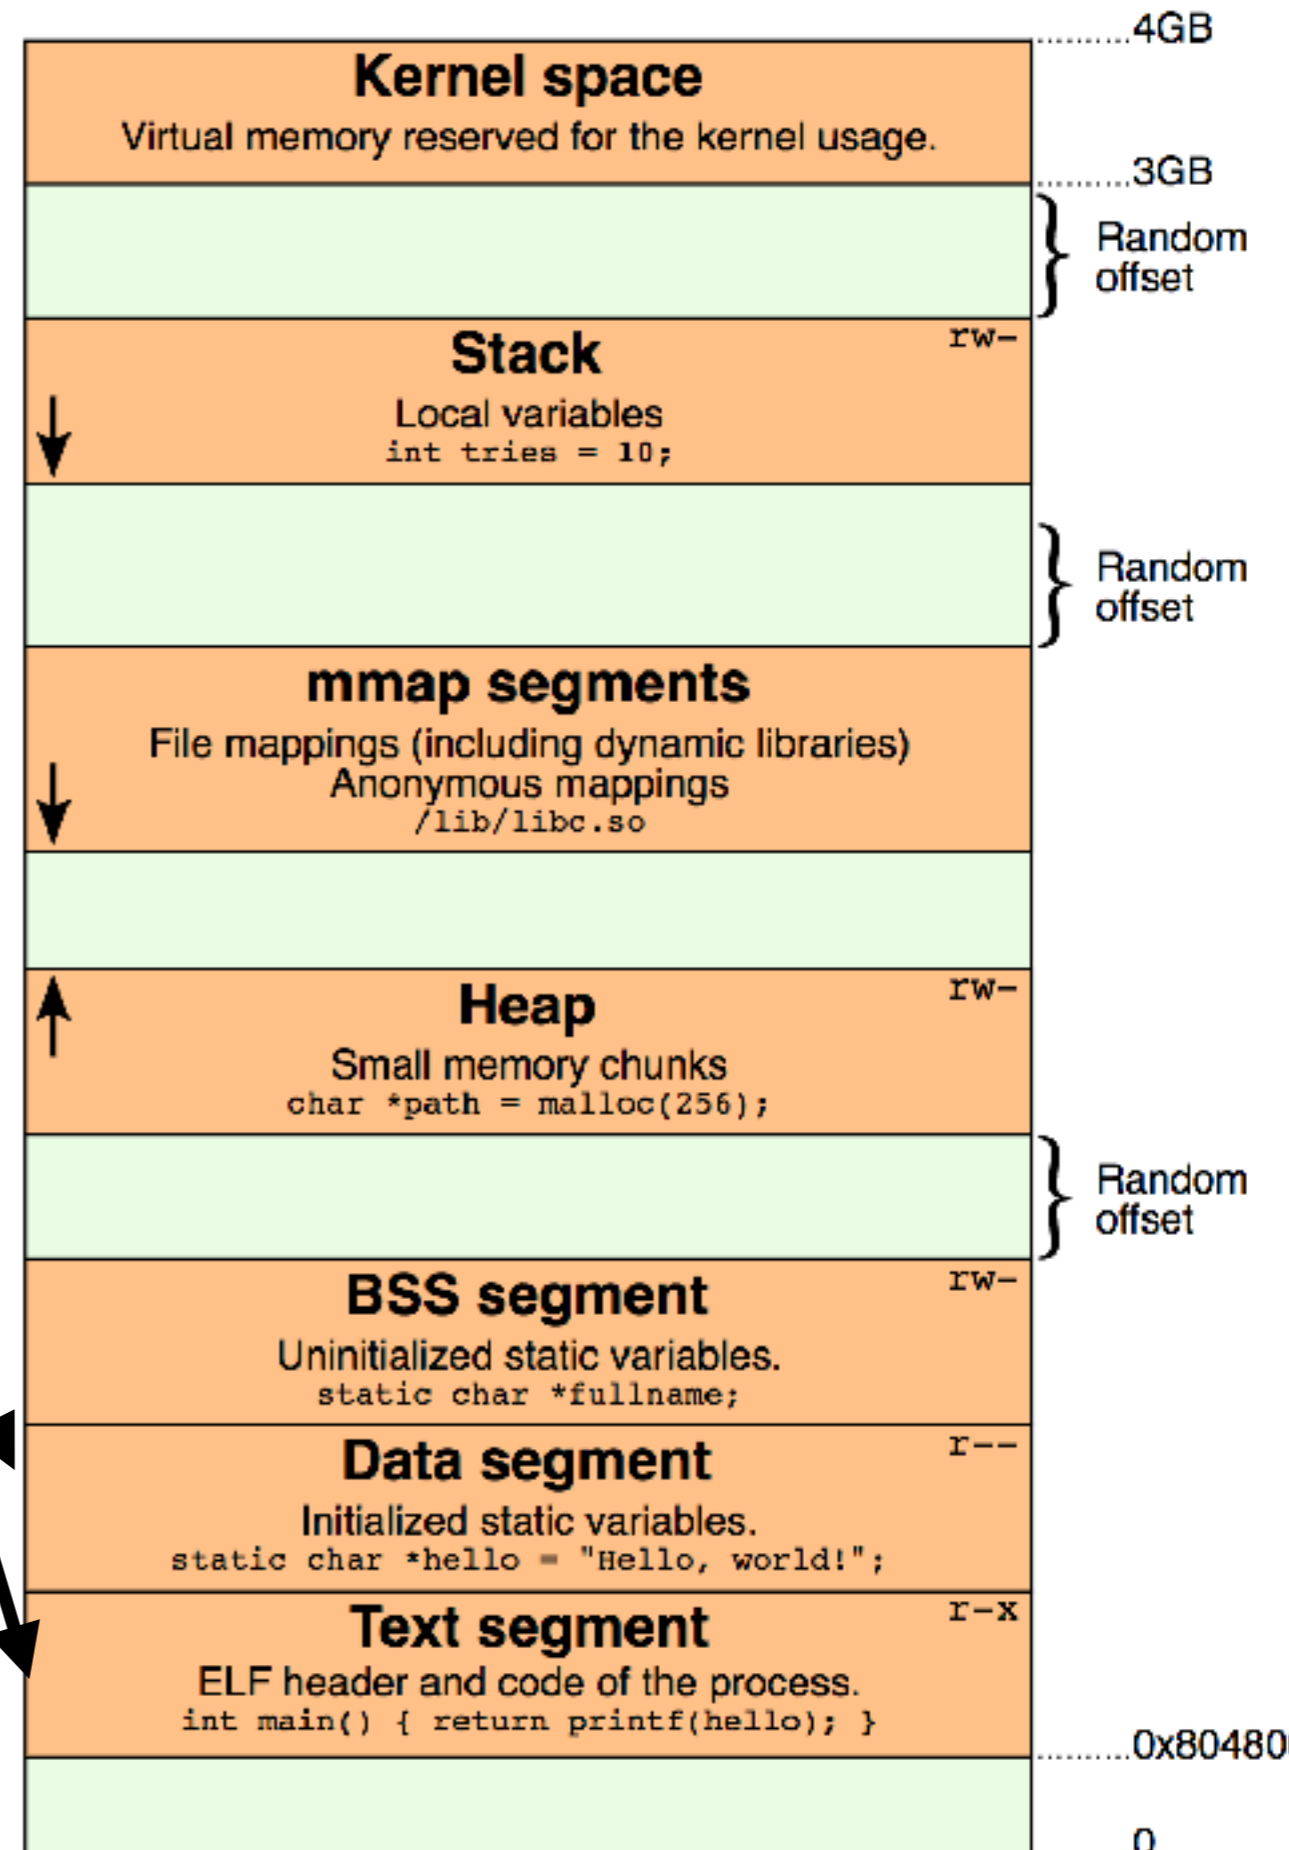 4GB
Kernel space
Virtual memory reserved for the kernel usage.
3GB
Random
offset
rw-
Stack
Local variables
int tries = 10;
Random
offset
mmap segments
File mappings (including dynamic libraries)
Anonymous mappings
/lib/libc.so
rw-
Heap
Small memory chunks
char *path = malloc(256);
Random
offset
rw-
BSS segment
Uninitialized static variables.
static char *fullname;
r--
Data segment
Initialized static variables.
static char *hello = "Hello, world!";
r-x
Text segment
ELF header and code of the process.
int main() { return printf(hello); }
0x80480
0